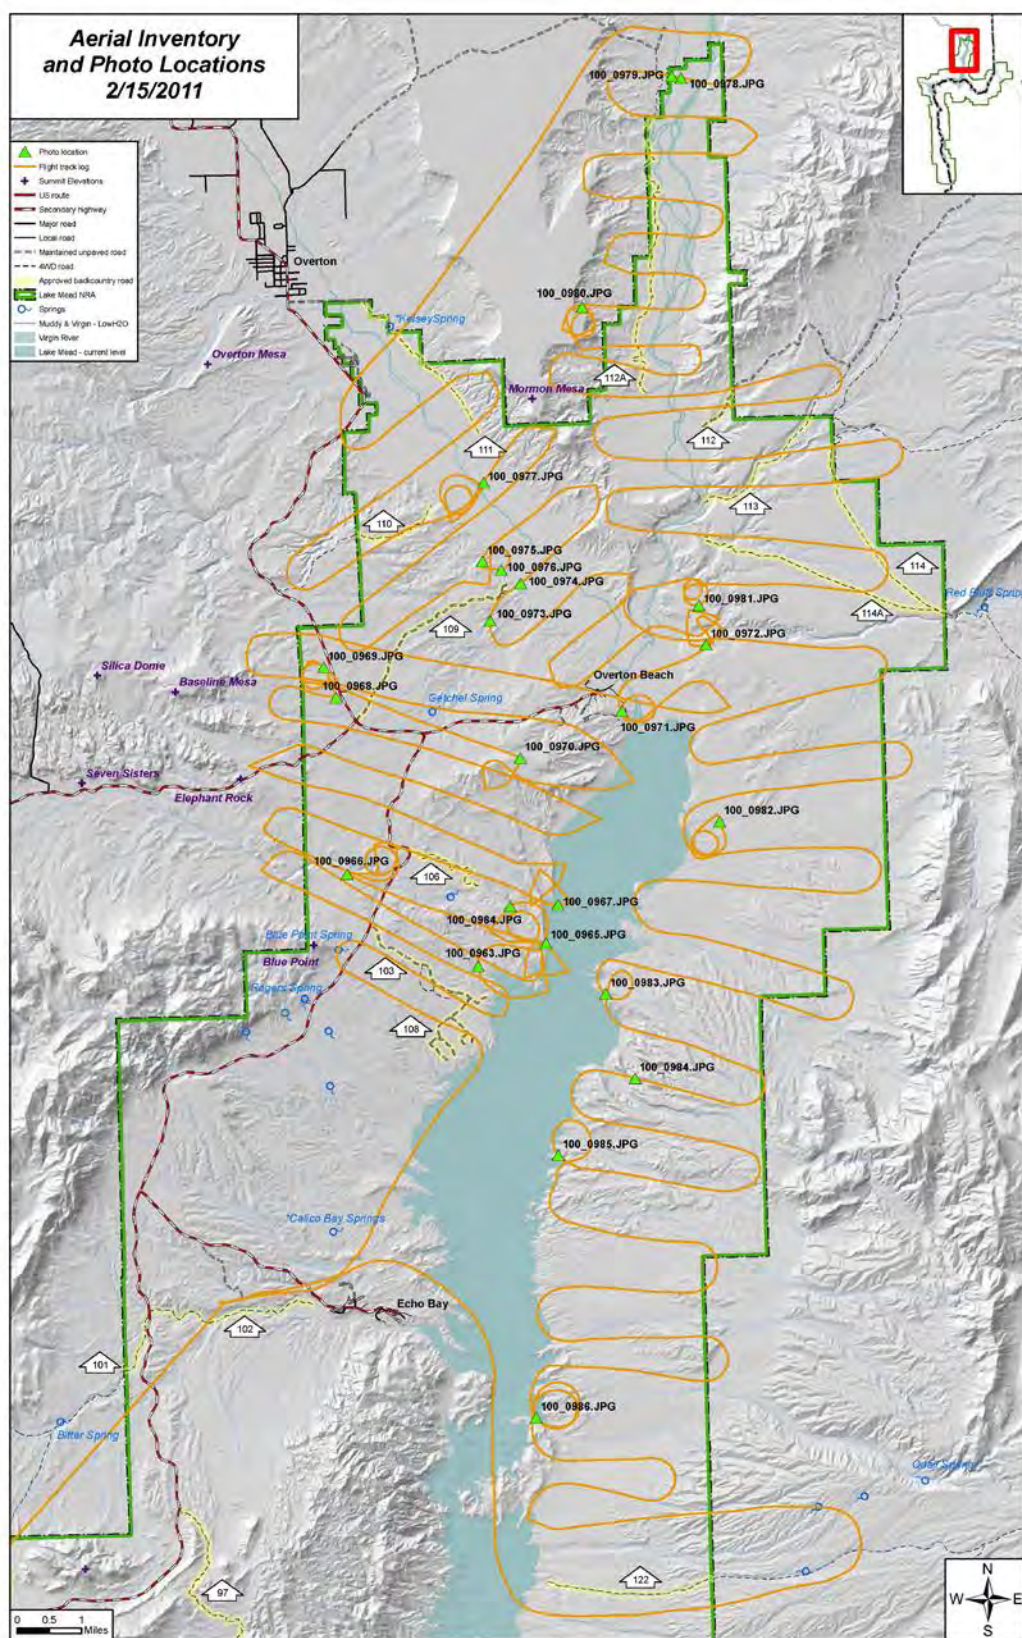 Aerial Inventory
and Photo Locations
2/15/2011
Photo location
Flight track log
Summit Elevations
US route
Secondary highway
Major road
Local road
Maintained unpaved road
4WD road
Approved backcountry road
Lake Mead NRA
Springs
Muddy & Virgin - LowH2O
Virgin River
Lake Mead - current level
100_0979.JPG
100_0978.JPG
Overton
100_0980.JPG
*KelseySpring
Overton Mesa
112A
Mormon Mesa
112
111
100_0977.JPG
113
110
100_0975.JPG
100_0976.JPG
114
100_0974.JPG
Red Bluff Spring
100_0981.JPG
114A
100_0973.JPG
109
100_0972.JPG
100_0969.JPG
Silica Dome
Overton Beach
Baseline Mesa
100_0968.JPG
Getchel Spring
100_0971.JPG
100_0970.JPG
Seven Sisters
Elephant Rock
100_0982.JPG
100_0966.JPG
106
100_0967.JPG
100_0964.JPG
Blue Point Spring
100_0965.JPG
100_0963.JPG
Blue Point
103
Rogers Spring
100_0983.JPG
108
100_0984.JPG
100_0985.JPG
*Calico Bay Springs
Echo Bay
102
101
100_0986.JPG
Bitter Spring
Quail Spring
122
97
N
W E
S
0 0.5 1
Miles